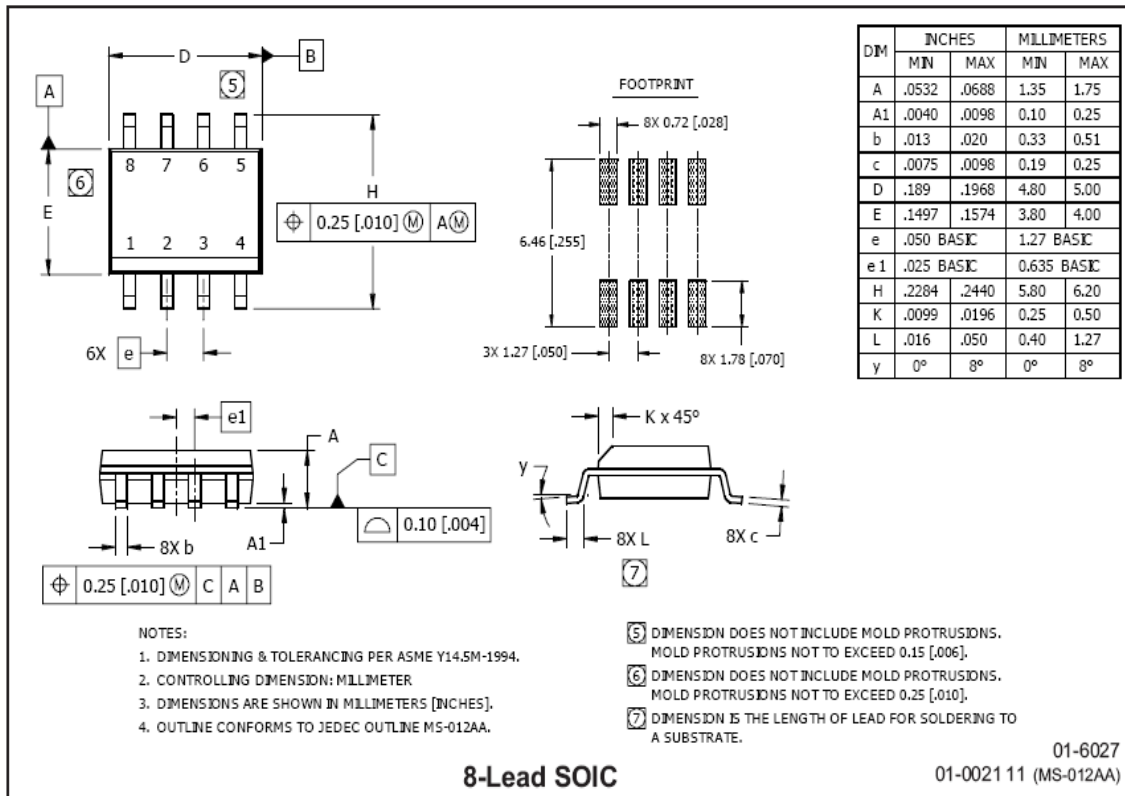 D
B
5
A
8 7 6 5
6
E
H
⌖ 0.25 [.010] Ⓜ A Ⓜ
1 2 3 4
6X e
FOOTPRINT
8X 0.72 [.028]
6.46 [.255]
3X 1.27 [.050]
8X 1.78 [.070]
DIM INCHES MILLIMETERS
MIN MAX MIN MAX
A .0532 .0688 1.35 1.75
A1 .0040 .0098 0.10 0.25
b .013 .020 0.33 0.51
c .0075 .0098 0.19 0.25
D .189 .1968 4.80 5.00
E .1497 .1574 3.80 4.00
e .050 BASIC 1.27 BASIC
e 1 .025 BASIC 0.635 BASIC
H .2284 .2440 5.80 6.20
K .0099 .0196 0.25 0.50
L .016 .050 0.40 1.27
y 0° 8° 0° 8°
e1
A
C
8X b
A1
0.10 [.004]
⌖ 0.25 [.010] Ⓜ C A B
K x 45°
y
8X L
7
8X c
NOTES:
1. DIMENSIONING & TOLERANCING PER ASME Y14.5M-1994.
2. CONTROLLING DIMENSION: MILLIMETER
3. DIMENSIONS ARE SHOWN IN MILLIMETERS [INCHES].
4. OUTLINE CONFORMS TO JEDEC OUTLINE MS-012AA.
5 DIMENSION DOES NOT INCLUDE MOLD PROTRUSIONS.
MOLD PROTRUSIONS NOT TO EXCEED 0.15 [.006].
6 DIMENSION DOES NOT INCLUDE MOLD PROTRUSIONS.
MOLD PROTRUSIONS NOT TO EXCEED 0.25 [.010].
7 DIMENSION IS THE LENGTH OF LEAD FOR SOLDERING TO
A SUBSTRATE.
8-Lead SOIC
01-6027
01-0021 11 (MS-012AA)